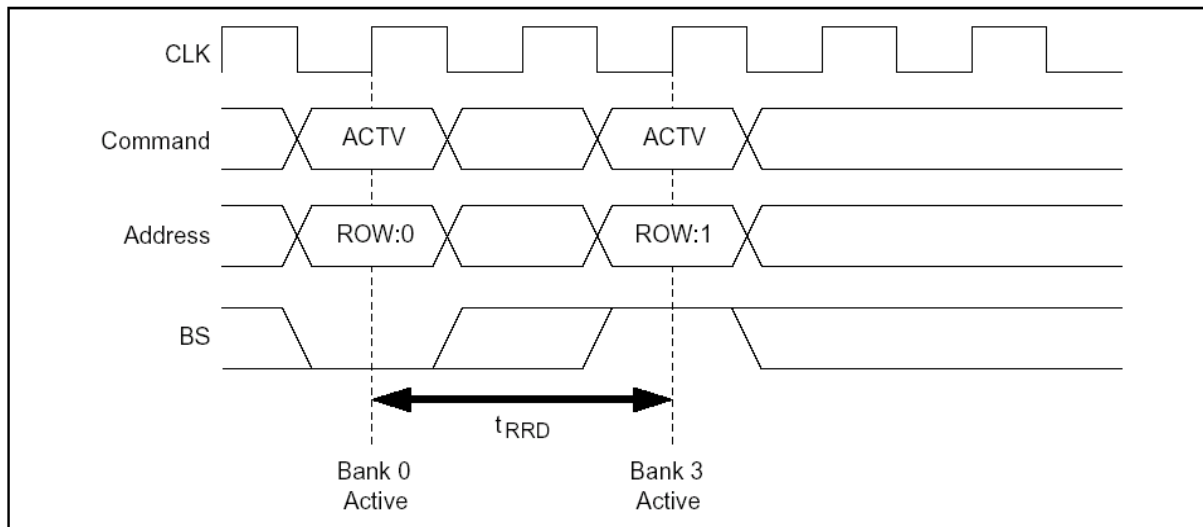 CLK
Command
ACTV
ACTV
Address
ROW:0
ROW:1
BS
tRRD
Bank 0
Active
Bank 3
Active